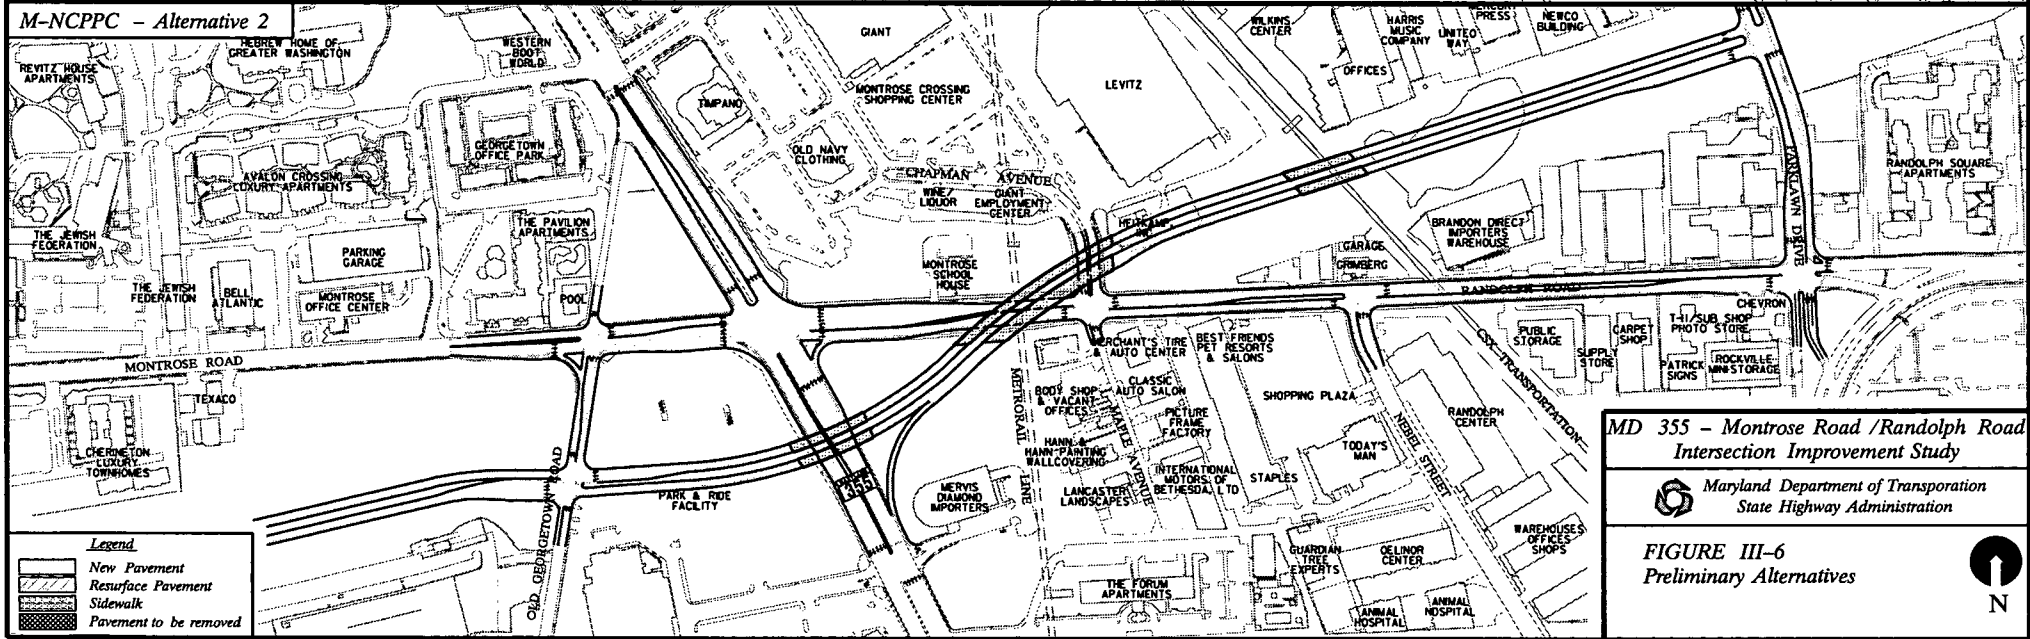 M-NCPPC - Alternative 2
HEBREW HOME OF
GREATER WASHINGTON
REVITZ HOUSE
APARTMENTS
WESTERN
BOOT
WORLD
GIANT
TIMPANO
MONTROSE CROSSING
SHOPPING CENTER
LEVITZ
WILKINS
CENTER
HARRIS
MUSIC
COMPANY
UNITED
WAY
PRESS
NEWCO
BUILDING
OFFICES
GEORGETOWN
OFFICE PARK
OLD NAVY
CLOTHING
AVALON CROSSING
LUXURY APARTMENTS
CHAPMAN AVENUE
WINE/
LIQUOR
GIANT
EMPLOYMENT
CENTER
RANDOLPH SQUARE
APARTMENTS
PARKLAWN DRIVE
THE JEWISH
FEDERATION
THE PAVILION
APARTMENTS
PARKING
GARAGE
HEITKAMP,
INC
BRANDON DIRECT
IMPORTERS
WAREHOUSE
GARAGE
GRIMBERG
MONTROSE
SCHOOL
HOUSE
THE JEWISH
FEDERATION
BELL
ATLANTIC
MONTROSE
OFFICE CENTER
POOL
RANDOLPH ROAD
CHEVRON
T-11/SUB SHOP
PHOTO STORE
PUBLIC
STORAGE
CARPET
SHOP
SUPPLY
STORE
PATRICK
SIGNS
ROCKVILLE
MINISTORAGE
MONTROSE ROAD
MERCHANT'S TIRE
& AUTO CENTER
BEST FRIENDS
PET RESORTS
& SALONS
CSX TRANSPORTATION
TEXACO
METRORAIL LINE
BODY SHOP
& VACANT
OFFICES
CLASSIC
AUTO SALON
MAPLE AVENUE
PICTURE
FRAME
FACTORY
SHOPPING PLAZA
NEBEL STREET
RANDOLPH
CENTER
CHERINGTON
LUXURY
TOWNHOMES
HANN &
HANN-PAINTING
WALLCOVERING
TODAY'S
MAN
OLD GEORGETOWN ROAD
PARK & RIDE
FACILITY
355
MERVIS
DIAMOND
IMPORTERS
LANCASTER
LANDSCAPES
INTERNATIONAL
MOTORS OF
BETHESDA, LTD
STAPLES
WAREHOUSES
OFFICES
SHOPS
GUARDIAN
TREE
EXPERTS
OELINOR
CENTER
THE FORUM
APARTMENTS
ANIMAL
HOSPITAL
ANIMAL
HOSPITAL
Legend
New Pavement
Resurface Pavement
Sidewalk
Pavement to be removed
MD 355 - Montrose Road /Randolph Road
Intersection Improvement Study
Maryland Department of Transporation
State Highway Administration
FIGURE III-6
Preliminary Alternatives
N